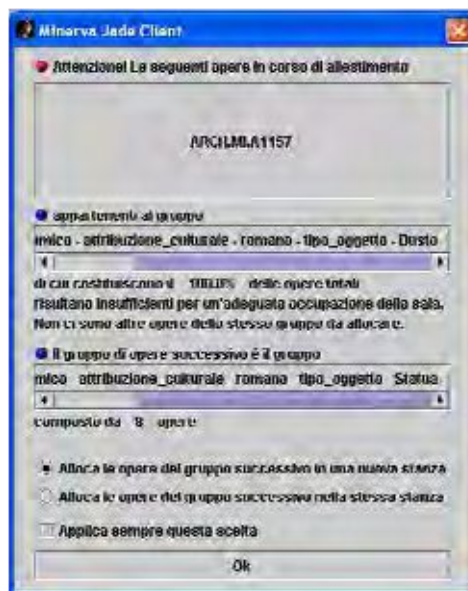 Minerva Jade Client
Attenzione! Le seguenti opere in corso di allestimento
appartenenti al gruppo
mico - attribuzione_culturale - romano - tipo_oggetto - Busto
di cui costituiscono il 100.0% delle opere totali
risultano insufficienti per un'adeguata occupazione della sala.
Non ci sono altre opere dello stesso gruppo da allocare.
Il gruppo di opere successivo é il gruppo
mico attribuzione_culturale romano tipo_oggetto Statua
composto da 8 opere
Alloca le opere del gruppo successivo in una nuova stanza
Alloca le opere del gruppo successivo nella stessa stanza
Applica sempre questa scelta
Ok